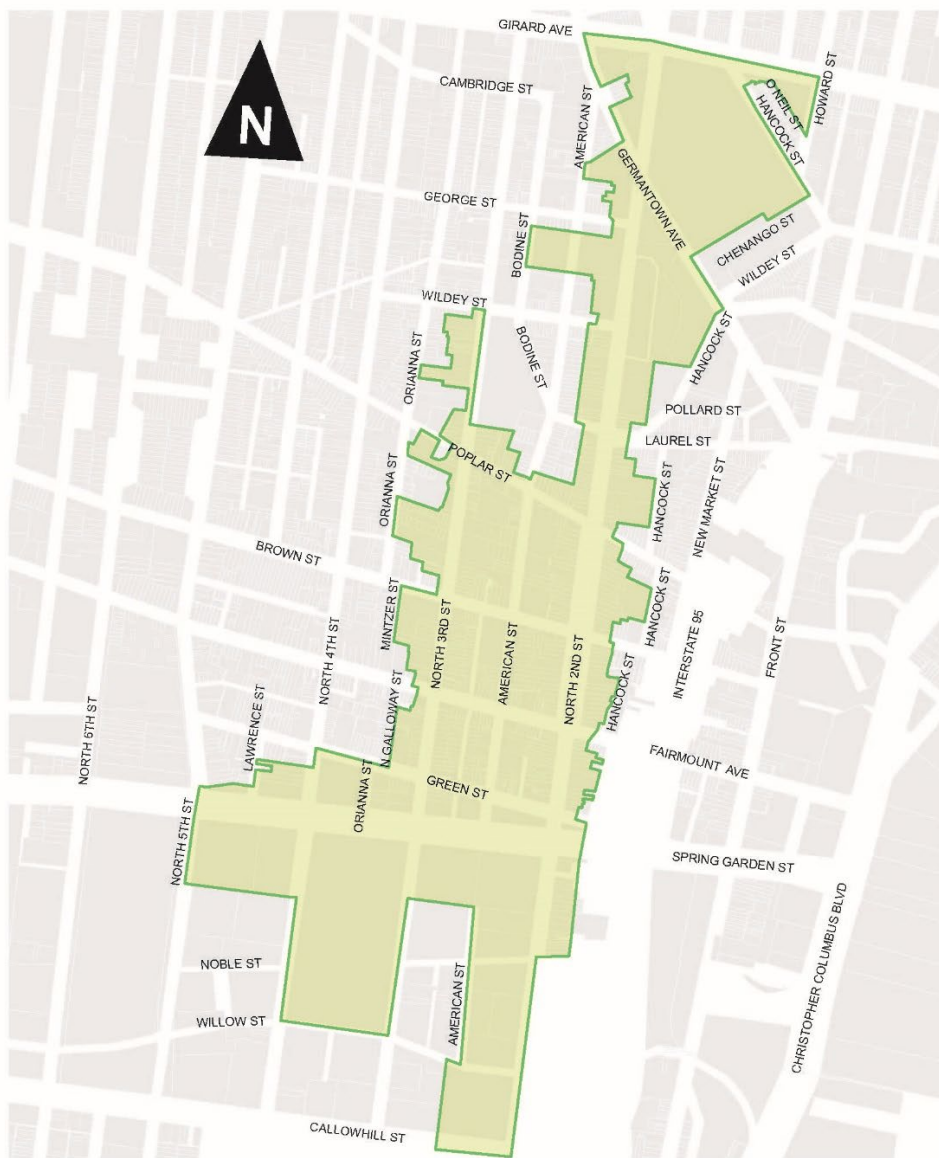 GIRARD AVE
CAMBRIDGE ST
AMERICAN ST
O'NEIL ST
HOWARD ST
HANCOCK ST
N
GERMANTOWN AVE
GEORGE ST
BODINE ST
CHENANGO ST
WILDEY ST
WILDEY ST
ORIANNA ST
BODINE ST
HANCOCK ST
POLLARD ST
LAUREL ST
POPLAR ST
ORIANNA ST
HANCOCK ST
NEW MARKET ST
BROWN ST
MINTZER ST
NORTH 4TH ST
NORTH 3RD ST
AMERICAN ST
NORTH 2ND ST
HANCOCK ST
HANCOCK ST
INTERSTATE 95
FRONT ST
NORTH 6TH ST
LAWRENCE ST
N GALLOWAY ST
ORIANNA ST
GREEN ST
FAIRMOUNT AVE
NORTH 5TH ST
SPRING GARDEN ST
CHRISTOPHER COLUMBUS BLVD
NOBLE ST
WILLOW ST
AMERICAN ST
CALLOWHILL ST